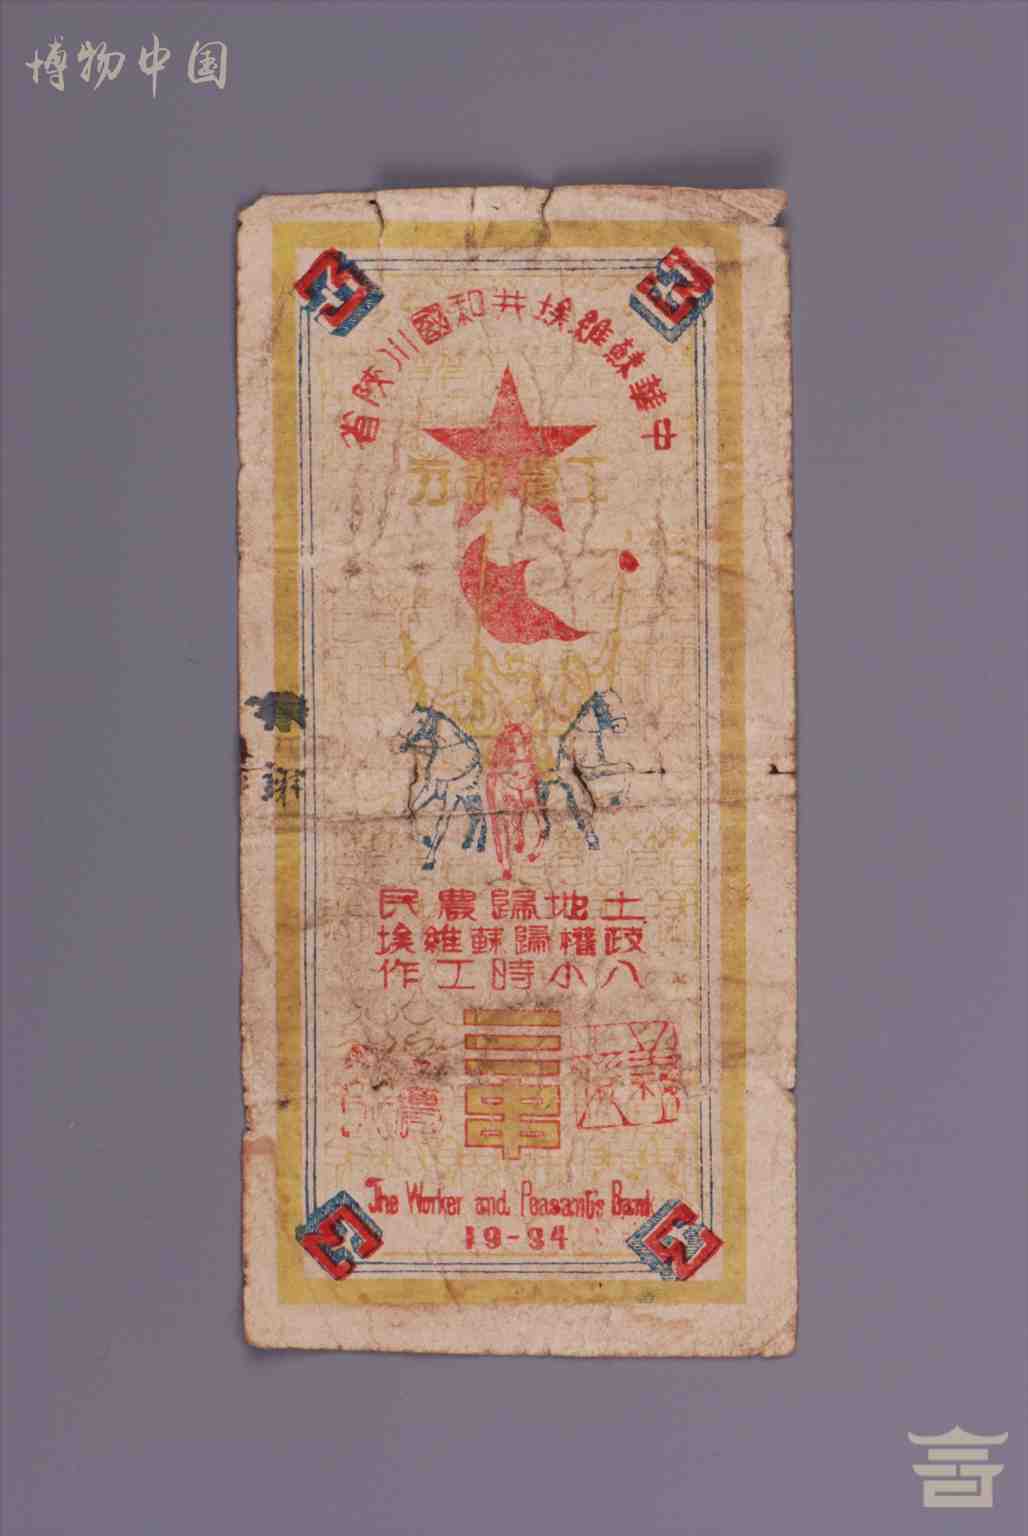 博物中国
中華蘇維埃共和國川陝省
工農銀行
土地歸農民
政權歸蘇維埃
八小時工作
三串
The Worker and Peasant's Bank
19-34